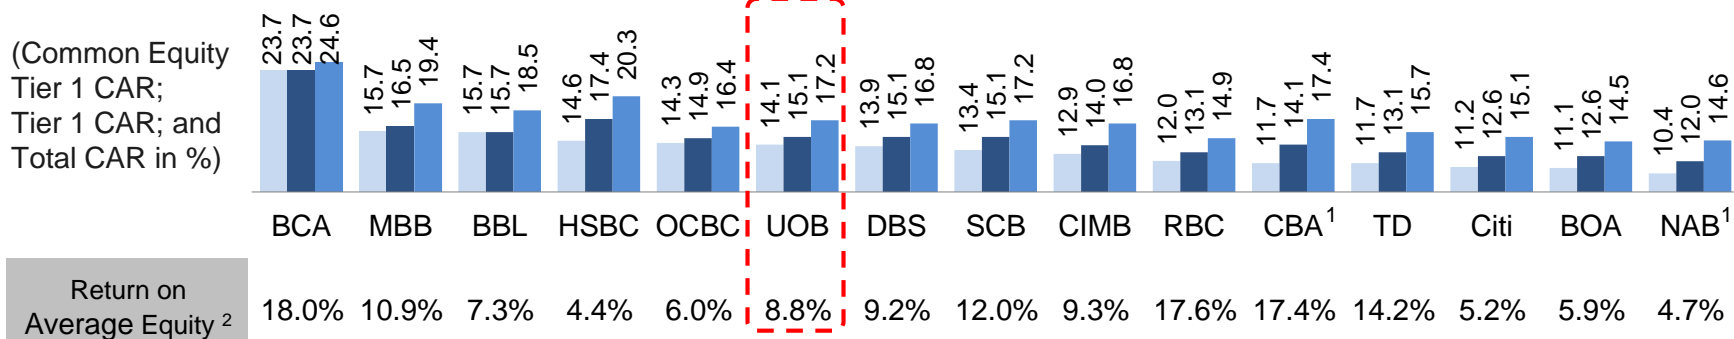 (Common Equity
Tier 1 CAR;
Tier 1 CAR; and
Total CAR in %)
23.7 23.7 24.6 15.7 16.5 19.4 15.7 15.7 18.5 14.6 17.4 20.3 14.3 14.9 16.4 14.1 15.1 17.2 13.9 15.1 16.8 13.4 15.1 17.2 12.9 14.0 16.8 12.0 13.1 14.9 11.7 14.1 17.4 11.7 13.1 15.7 11.2 12.6 15.1 11.1 12.6 14.5 10.4 12.0 14.6
BCA MBB BBL HSBC OCBC UOB DBS SCB CIMB RBC CBA1 TD Citi BOA NAB1
Return on
Average Equity 2
18.0% 10.9% 7.3% 4.4% 6.0% 8.8% 9.2% 12.0% 9.3% 17.6% 17.4% 14.2% 5.2% 5.9% 4.7%